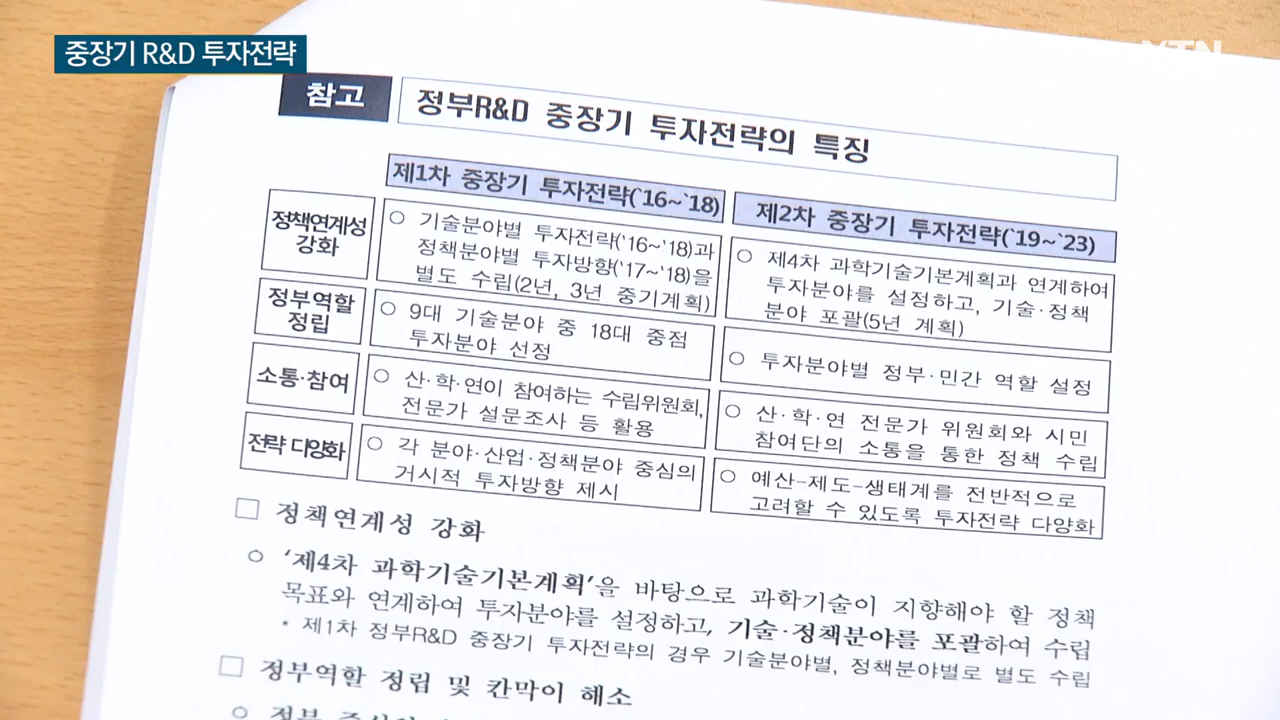 중장기 R&D 투자전략
YTN
참고
정부R&D 중장기 투자전략의 특징
제1차 중장기 투자전략(`16~`18)
제2차 중장기 투자전략(`19~`23)
정책연계성
강화
○ 기술분야별 투자전략(‘16~‘18)과
정책분야별 투자방향(‘17~‘18)을
별도 수립(2년, 3년 중기계획)
○ 제4차 과학기술기본계획과 연계하여
투자분야를 설정하고, 기술·정책
분야 포괄(5년 계획)
정부역할
정립
○ 9대 기술분야 중 18대 중점
투자분야 선정
○ 투자분야별 정부·민간 역할 설정
소통·참여
○ 산·학·연이 참여하는 수립위원회,
전문가 설문조사 등 활용
○ 산·학·연 전문가 위원회와 시민
참여단의 소통을 통한 정책 수립
전략 다양화
○ 각 분야·산업·정책분야 중심의
거시적 투자방향 제시
○ 예산-제도-생태계를 전반적으로
고려할 수 있도록 투자전략 다양화
□ 정책연계성 강화
○ ‘제4차 과학기술기본계획’을 바탕으로 과학기술이 지향해야 할 정책
목표와 연계하여 투자분야를 설정하고, 기술·정책분야를 포괄하여 수립
* 제1차 정부R&D 중장기 투자전략의 경우 기술분야별, 정책분야별로 별도 수립
□ 정부역할 정립 및 칸막이 해소
○ 정부